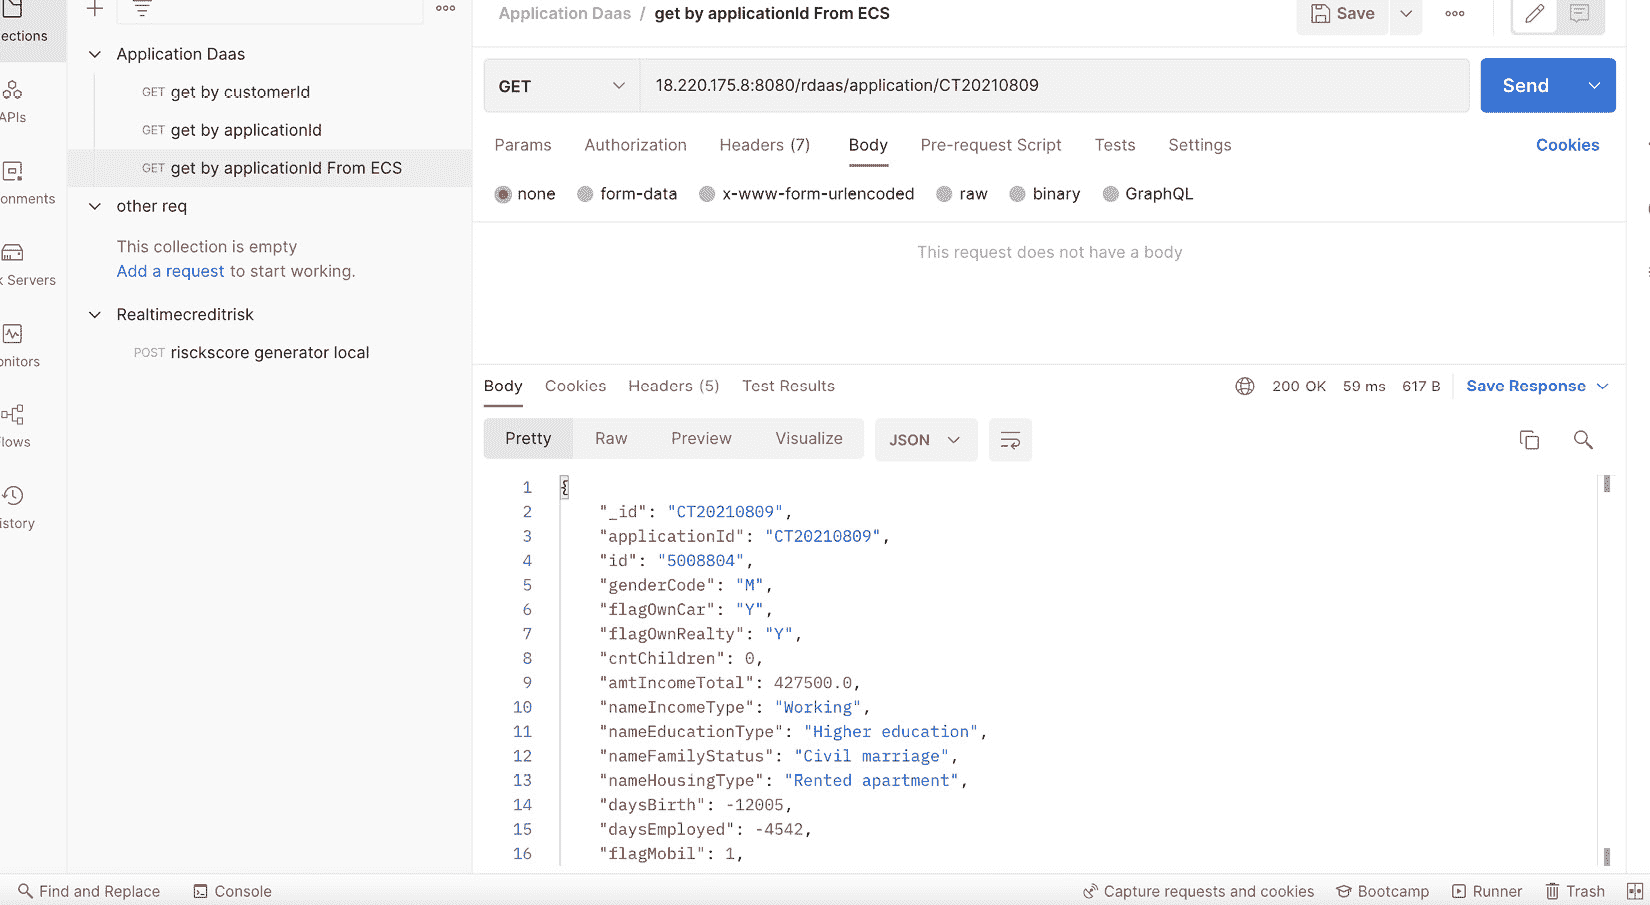 Application Daas / get by applicationId From ECS
Save
ections
APIs
onments
k Servers
onitors
lows
istory
Application Daas
GET get by customerId
GET get by applicationId
GET get by applicationId From ECS
other req
This collection is empty
Add a request to start working.
Realtimecreditrisk
POST risckscore generator local
GET
18.220.175.8:8080/rdaas/application/CT20210809
Send
Params Authorization Headers (7) Body Pre-request Script Tests Settings Cookies
none form-data x-www-form-urlencoded raw binary GraphQL
This request does not have a body
Body Cookies Headers (5) Test Results 200 OK 59 ms 617 B Save Response
Pretty Raw Preview Visualize JSON
1 {
2 "_id": "CT20210809",
3 "applicationId": "CT20210809",
4 "id": "5008804",
5 "genderCode": "M",
6 "flagOwnCar": "Y",
7 "flagOwnRealty": "Y",
8 "cntChildren": 0,
9 "amtIncomeTotal": 427500.0,
10 "nameIncomeType": "Working",
11 "nameEducationType": "Higher education",
12 "nameFamilyStatus": "Civil marriage",
13 "nameHousingType": "Rented apartment",
14 "daysBirth": -12005,
15 "daysEmployed": -4542,
16 "flagMobil": 1,
Find and Replace Console Capture requests and cookies Bootcamp Runner Trash